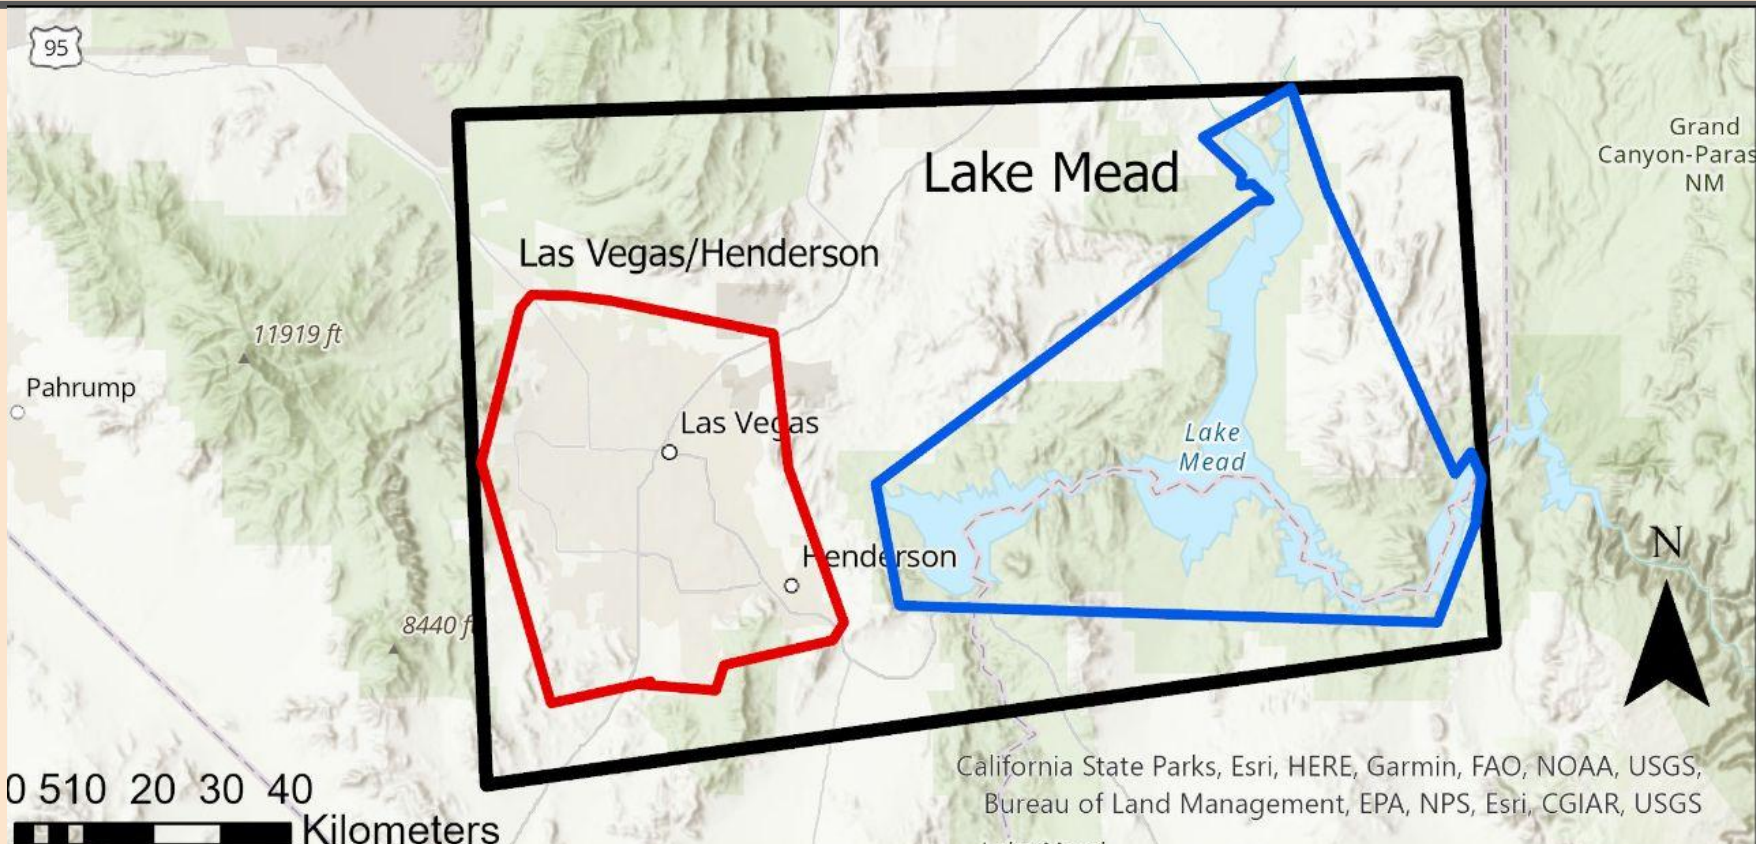 95
Grand
Canyon-Paras
NM
Lake Mead
Las Vegas/Henderson
11919 ft
Pahrump
Las Vegas
Lake
Mead
Henderson
N
8440 f
0 510 20 30 40
Kilometers
California State Parks, Esri, HERE, Garmin, FAO, NOAA, USGS,
Bureau of Land Management, EPA, NPS, Esri, CGIAR, USGS